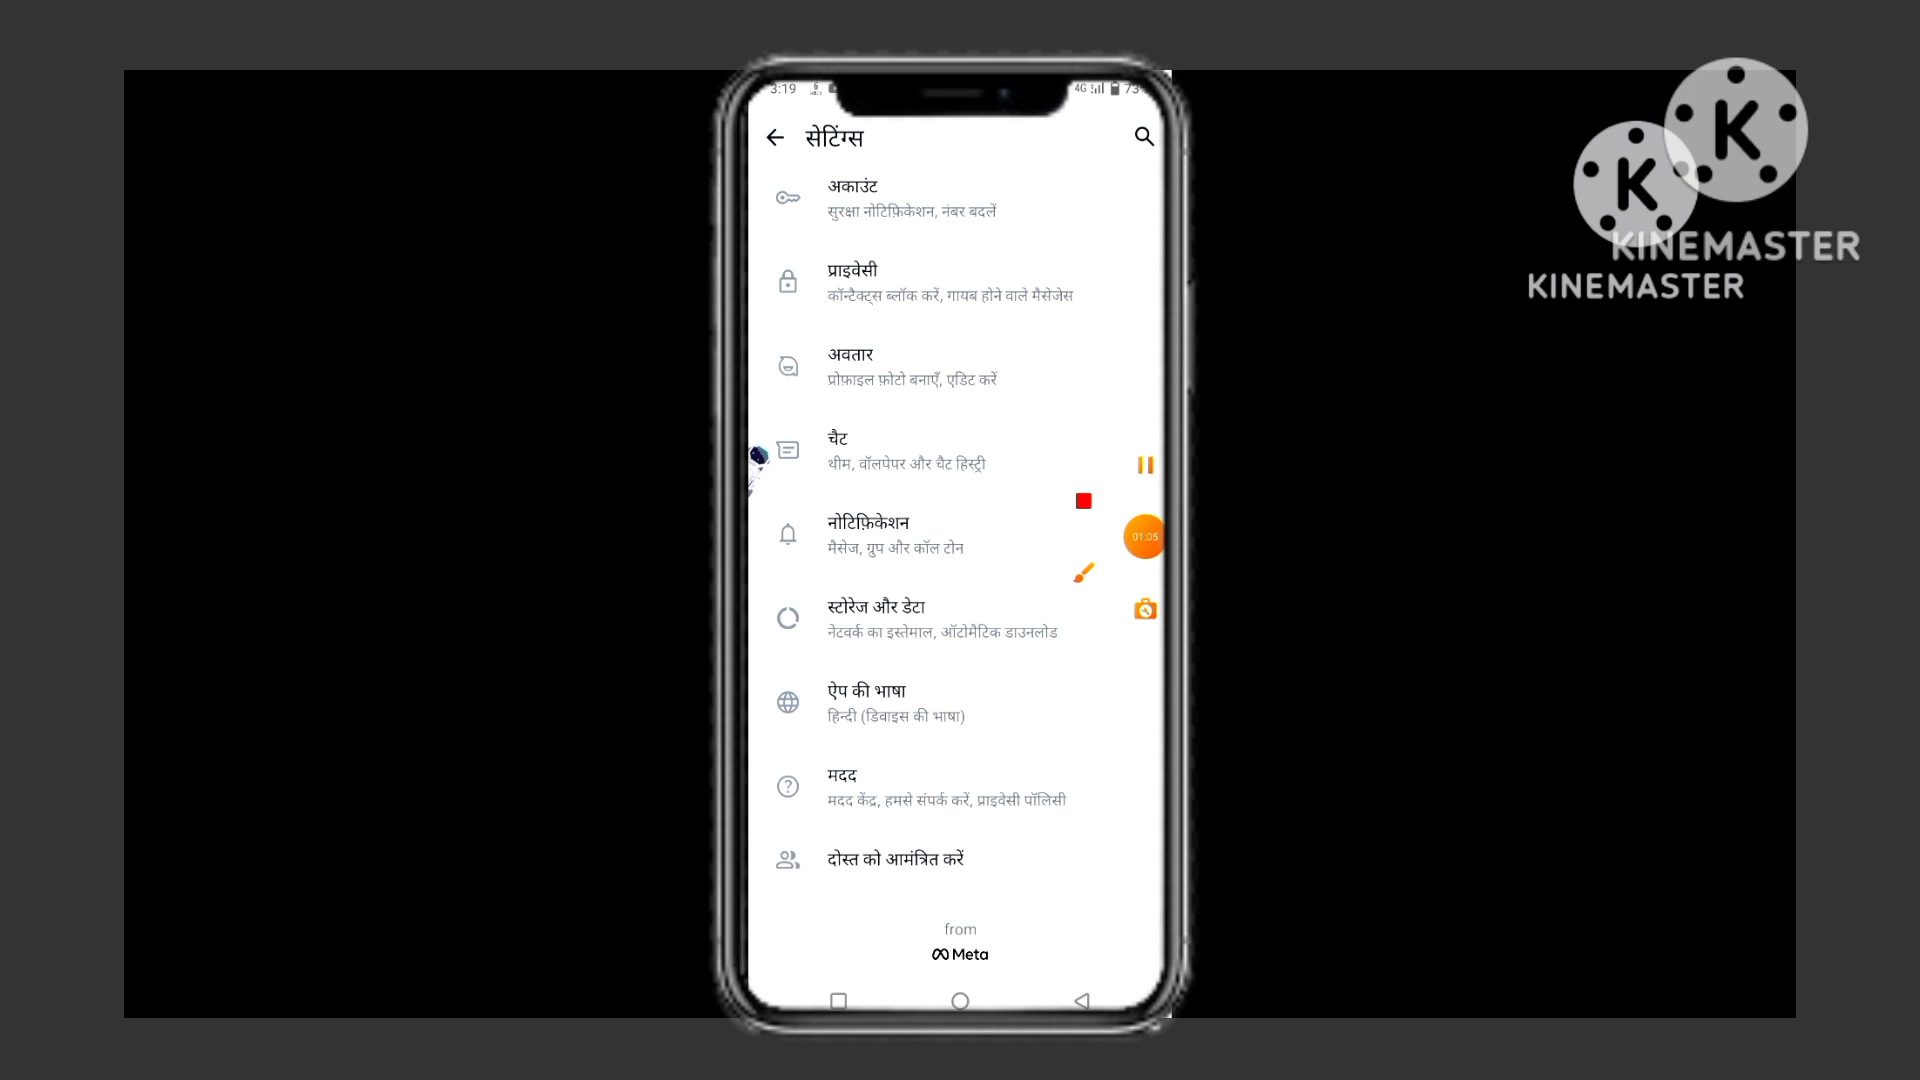 3:19
4G
73
सेटिंग्स
अकाउंट
सुरक्षा नोटिफ़िकेशन, नंबर बदलें
प्राइवेसी
कॉन्टैक्ट्स ब्लॉक करें, गायब होने वाले मैसेजेस
अवतार
प्रोफ़ाइल फ़ोटो बनाएँ, एडिट करें
चैट
थीम, वॉलपेपर और चैट हिस्ट्री
नोटिफ़िकेशन
मैसेज, ग्रुप और कॉल टोन
01:05
स्टोरेज और डेटा
नेटवर्क का इस्तेमाल, ऑटोमैटिक डाउनलोड
ऐप की भाषा
हिन्दी (डिवाइस की भाषा)
मदद
मदद केंद्र, हमसे संपर्क करें, प्राइवेसी पॉलिसी
दोस्त को आमंत्रित करें
from
Meta
K
K
KINEMASTER
KINEMASTER